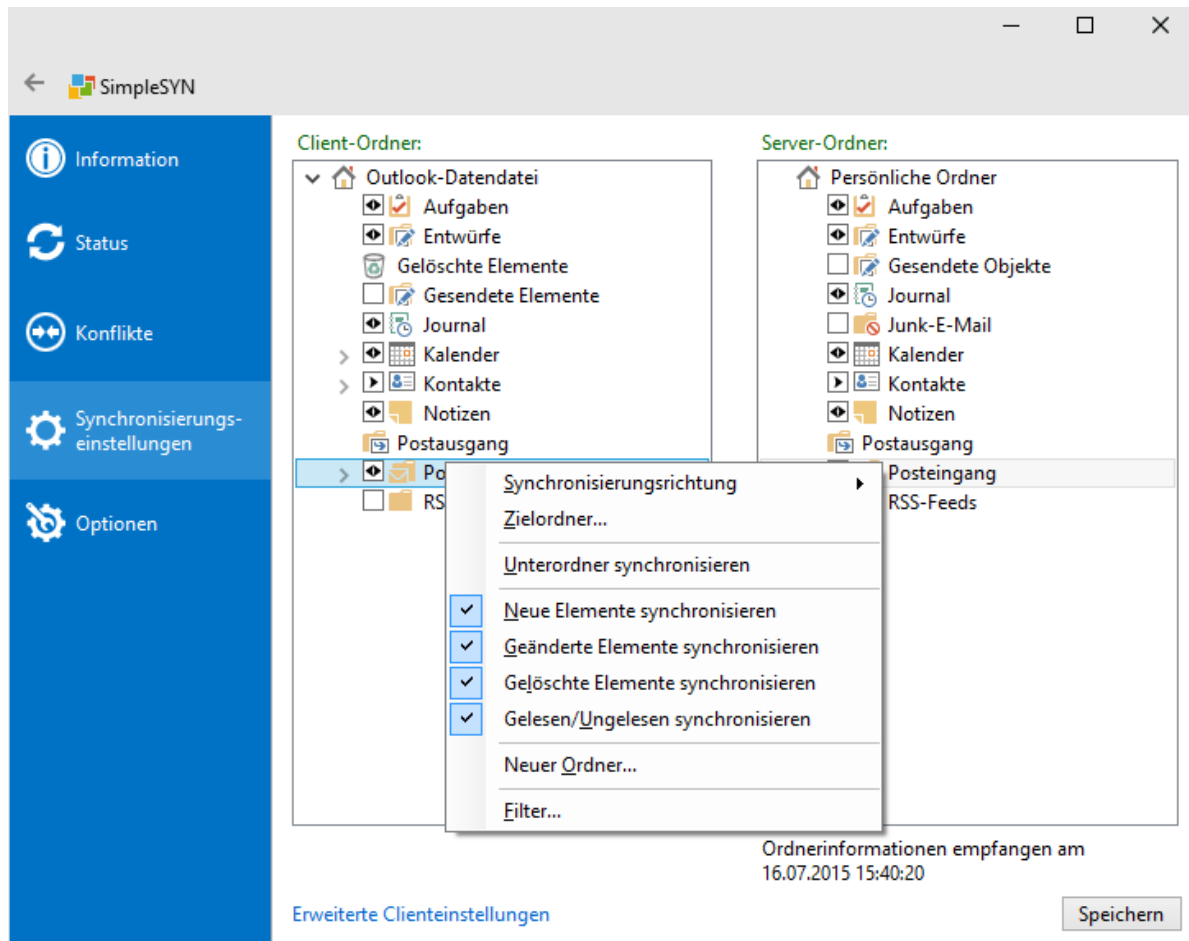 SimpleSYN
Information
Status
Konflikte
Synchronisierungs-
einstellungen
Optionen
Client-Ordner:
Outlook-Datendatei
Aufgaben
Entwürfe
Gelöschte Elemente
Gesendete Elemente
Journal
Kalender
Kontakte
Notizen
Postausgang
Po
RS
Server-Ordner:
Persönliche Ordner
Aufgaben
Entwürfe
Gesendete Objekte
Journal
Junk-E-Mail
Kalender
Kontakte
Notizen
Postausgang
Posteingang
RSS-Feeds
Synchronisierungsrichtung
Zielordner...
Unterordner synchronisieren
Neue Elemente synchronisieren
Geänderte Elemente synchronisieren
Gelöschte Elemente synchronisieren
Gelesen/Ungelesen synchronisieren
Neuer Ordner...
Filter...
Ordnerinformationen empfangen am
16.07.2015 15:40:20
Erweiterte Clienteinstellungen
Speichern